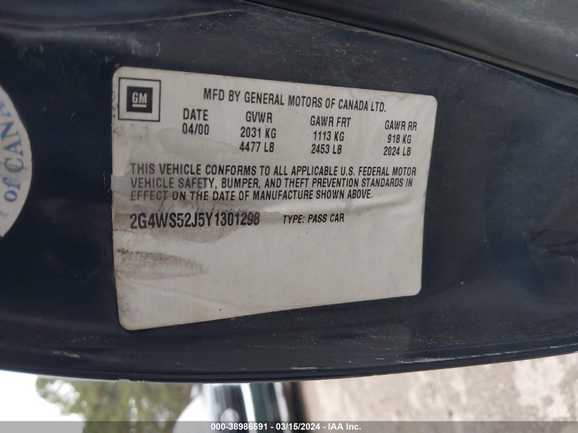 of CANA
GM
MFD BY GENERAL MOTORS OF CANADA LTD.
DATE GVWR GAWR FRT GAWR RR
04/00 2031 KG 1113 KG 918 KG
4477 LB 2453 LB 2024 LB
THIS VEHICLE CONFORMS TO ALL APPLICABLE U.S. FEDERAL MOTOR
VEHICLE SAFETY, BUMPER, AND THEFT PREVENTION STANDARDS IN
EFFECT ON THE DATE OF MANUFACTURE SHOWN ABOVE.
2G4WS52J5Y1301298 TYPE: PASS CAR
000-38986591 - 03/15/2024 - IAA Inc.